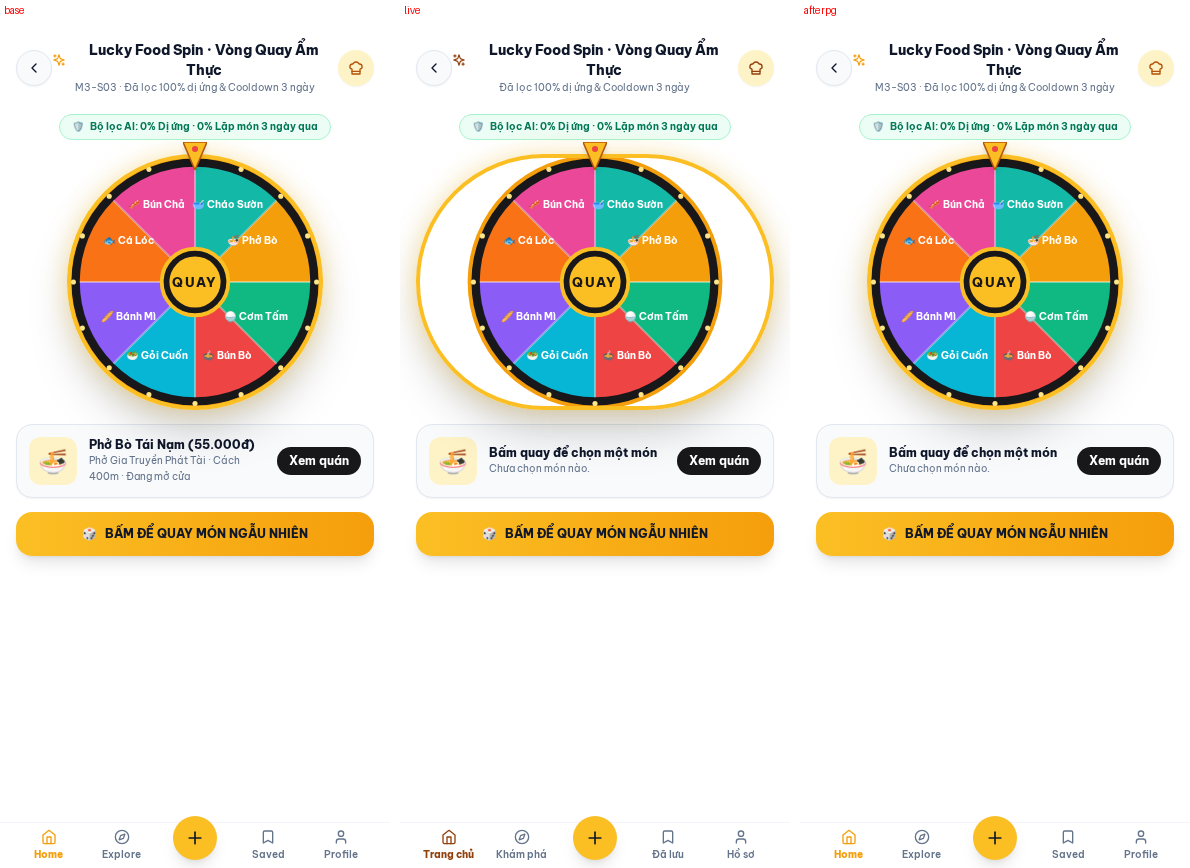 base
Lucky Food Spin · Vòng Quay Ẩm
Thực
M3-S03 · Đã lọc 100% dị ứng & Cooldown 3 ngày
Bộ lọc AI: 0% Dị ứng · 0% Lặp món 3 ngày qua
Bún Chả
Cháo Sườn
Cá Lóc
Phở Bò
QUAY
Bánh Mì
Cơm Tấm
Gỏi Cuốn
Bún Bò
Phở Bò Tái Nạm (55.000đ)
Phở Gia Truyền Phát Tài · Cách
400m · Đang mở cửa
Xem quán
BẤM ĐỂ QUAY MÓN NGẪU NHIÊN
Home
Explore
Saved
Profile
live
Lucky Food Spin · Vòng Quay Ẩm
Thực
Đã lọc 100% dị ứng & Cooldown 3 ngày
Bộ lọc AI: 0% Dị ứng · 0% Lặp món 3 ngày qua
Bún Chả
Cháo Sườn
Cá Lóc
Phở Bò
QUAY
Bánh Mì
Cơm Tấm
Gỏi Cuốn
Bún Bò
Bấm quay để chọn một món
Chưa chọn món nào.
Xem quán
BẤM ĐỂ QUAY MÓN NGẪU NHIÊN
Trang chủ
Khám phá
Đã lưu
Hồ sơ
afterpg
Lucky Food Spin · Vòng Quay Ẩm
Thực
M3-S03 · Đã lọc 100% dị ứng & Cooldown 3 ngày
Bộ lọc AI: 0% Dị ứng · 0% Lặp món 3 ngày qua
Bún Chả
Cháo Sườn
Cá Lóc
Phở Bò
QUAY
Bánh Mì
Cơm Tấm
Gỏi Cuốn
Bún Bò
Bấm quay để chọn một món
Chưa chọn món nào.
Xem quán
BẤM ĐỂ QUAY MÓN NGẪU NHIÊN
Home
Explore
Saved
Profile